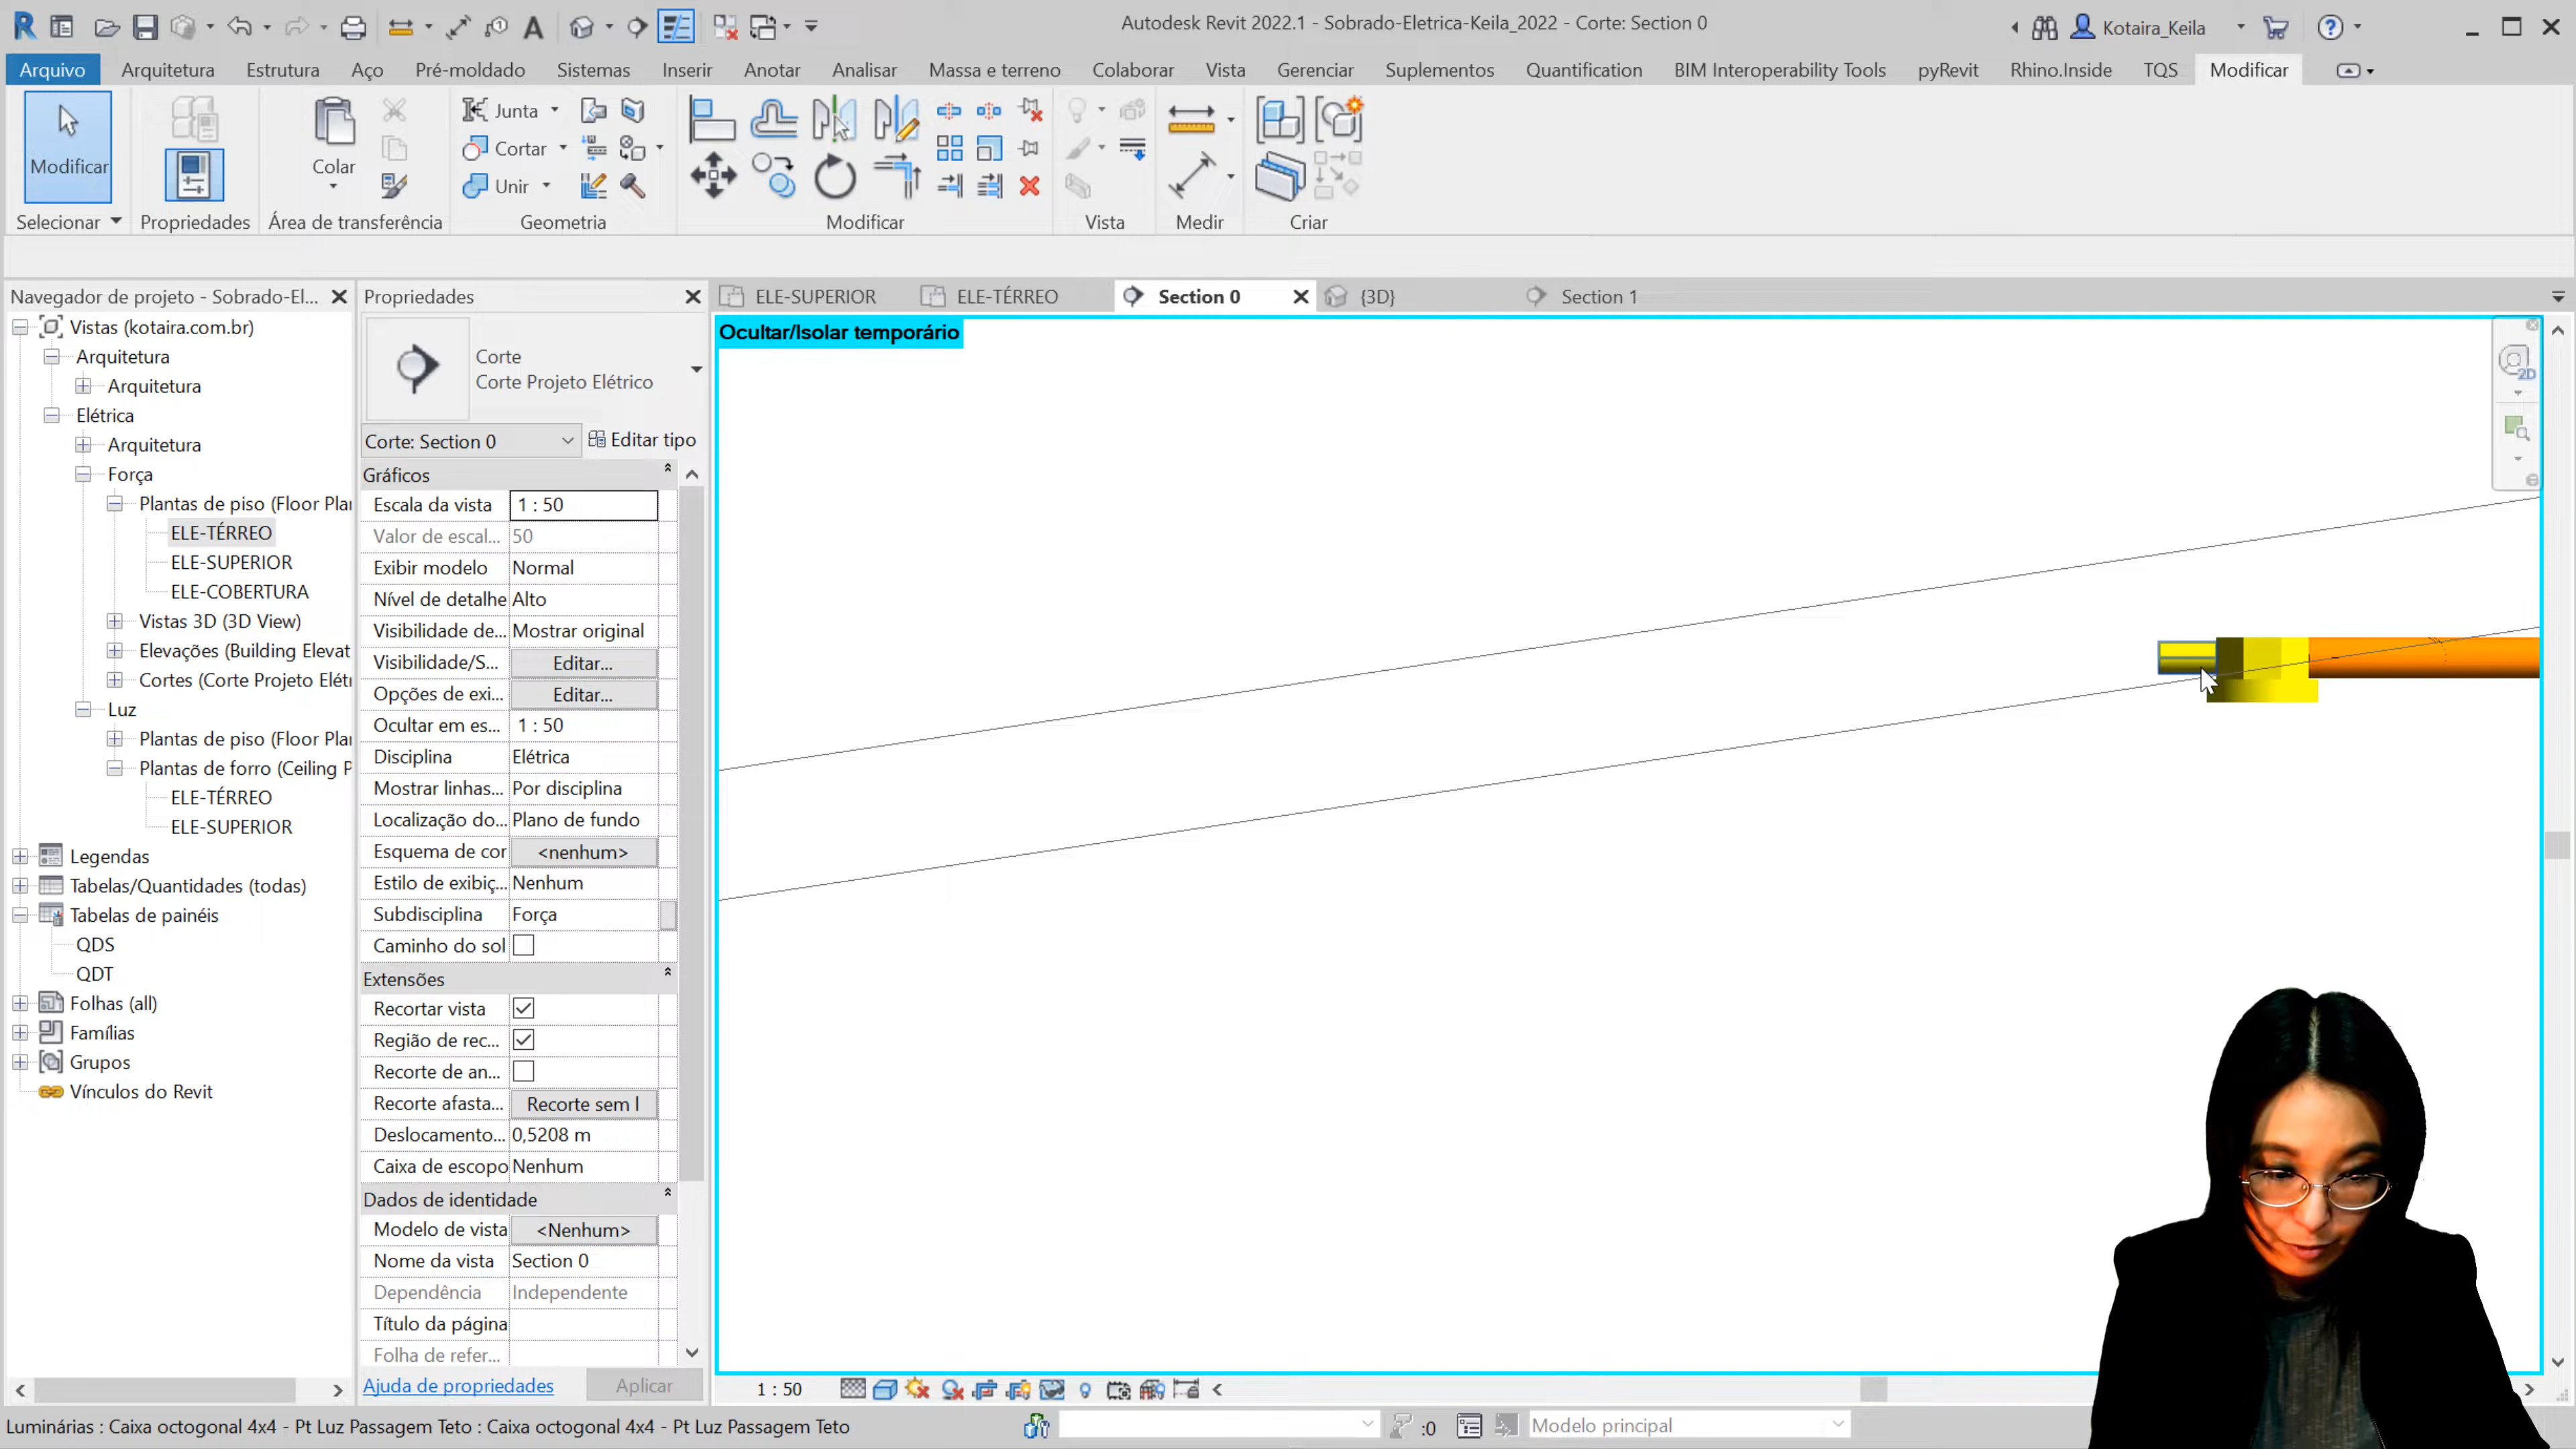 Autodesk Revit 2022.1 - Sobrado-Eletrica-Keila_2022 - Corte: Section 0
Kotaira_Keila
Arquivo Arquitetura Estrutura Aço Pré-moldado Sistemas Inserir Anotar Analisar Massa e terreno Colaborar Vista Gerenciar Suplementos Quantification BIM Interoperability Tools pyRevit Rhino.Inside TQS Modificar
Junta
Cortar
Modificar
Colar
Unir
Selecionar Propriedades Área de transferência Geometria Modificar Vista Medir Criar
Navegador de projeto - Sobrado-El...
Vistas (kotaira.com.br)
Arquitetura
Arquitetura
Elétrica
Arquitetura
Força
Plantas de piso (Floor Pla
ELE-TÉRREO
ELE-SUPERIOR
ELE-COBERTURA
Vistas 3D (3D View)
Elevações (Building Elevat
Cortes (Corte Projeto Elét
Luz
Plantas de piso (Floor Pla
Plantas de forro (Ceiling P
ELE-TÉRREO
ELE-SUPERIOR
Legendas
Tabelas/Quantidades (todas)
Tabelas de painéis
QDS
QDT
Folhas (all)
Famílias
Grupos
Vínculos do Revit
Propriedades
Corte
Corte Projeto Elétrico
Corte: Section 0 Editar tipo
Gráficos
Escala da vista 1 : 50
Valor de escal... 50
Exibir modelo Normal
Nível de detalhe Alto
Visibilidade de... Mostrar original
Visibilidade/S... Editar...
Opções de exi... Editar...
Ocultar em es... 1 : 50
Disciplina Elétrica
Mostrar linhas... Por disciplina
Localização do... Plano de fundo
Esquema de cor <nenhum>
Estilo de exibiç... Nenhum
Subdisciplina Força
Caminho do sol
Extensões
Recortar vista
Região de rec...
Recorte de an...
Recorte afasta... Recorte sem l
Deslocamento... 0,5208 m
Caixa de escopo Nenhum
Dados de identidade
Modelo de vista <Nenhum>
Nome da vista Section 0
Dependência Independente
Título da página
Folha de refer...
Ajuda de propriedades Aplicar
ELE-SUPERIOR ELE-TÉRREO Section 0 {3D} Section 1
Ocultar/Isolar temporário
2D
1 : 50
Luminárias : Caixa octogonal 4x4 - Pt Luz Passagem Teto : Caixa octogonal 4x4 - Pt Luz Passagem Teto
:0 Modelo principal